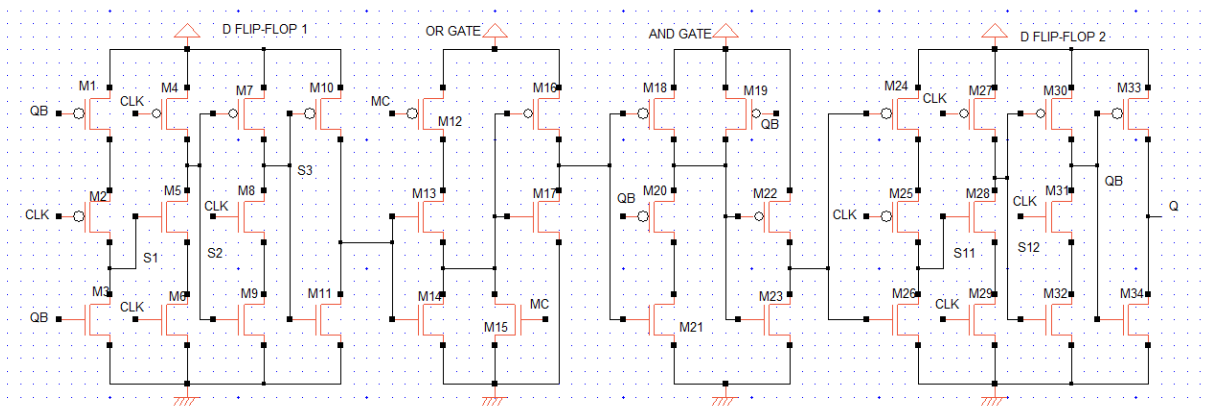 D FLIP-FLOP 1
OR GATE
AND GATE
D FLIP-FLOP 2
M1
M4
M7
M10
M16
M18
M19
M24
M27
M30
M33
QB
CLK
MC
M12
QB
CLK
S3
M2
M5
M8
M13
M17
QB
M20
M22
M25
M28
M31
QB
CLK
CLK
CLK
CLK
Q
S1
S2
S11
S12
M3
CLK
M6
M9
M11
M14
MC
M23
M26
CLK
M29
M32
M34
QB
M15
M21